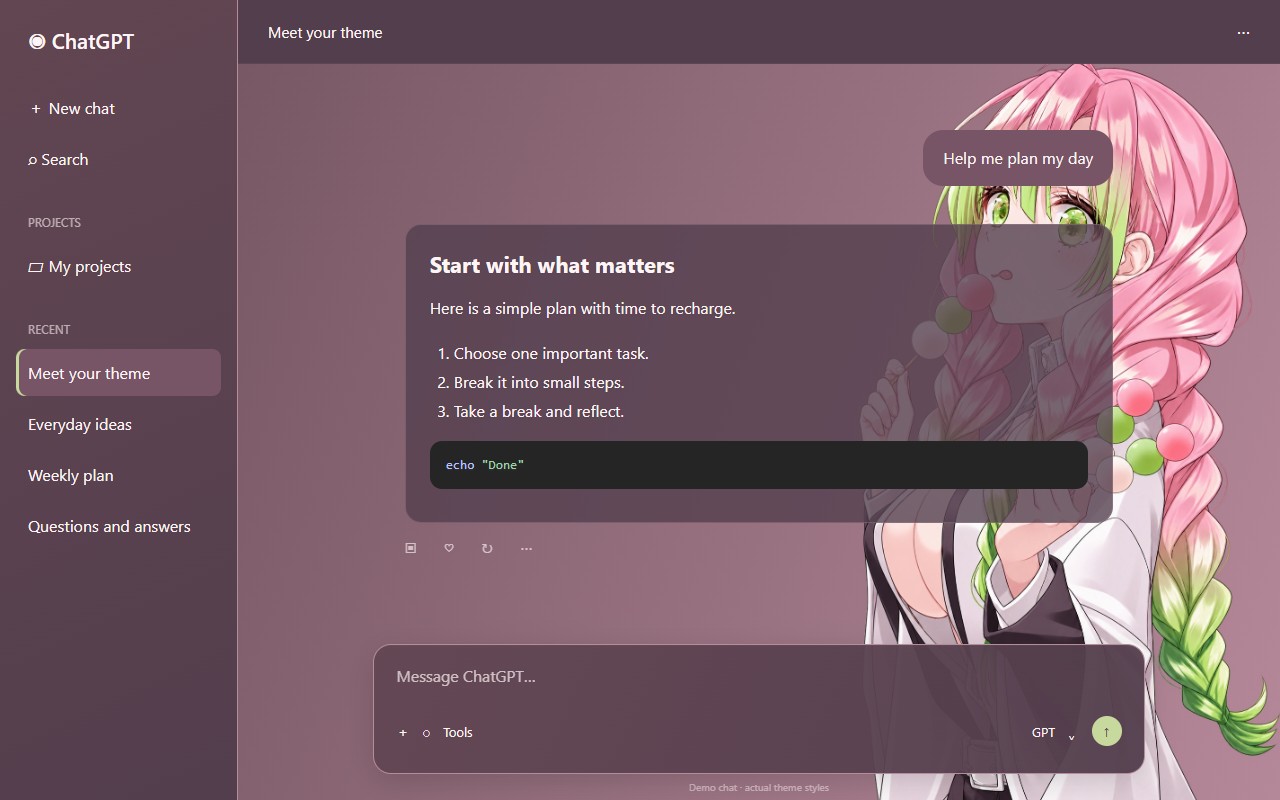 ChatGPT
+ New chat
Search
PROJECTS
My projects
RECENT
Meet your theme
Everyday ideas
Weekly plan
Questions and answers
Meet your theme
...
Help me plan my day
Start with what matters
Here is a simple plan with time to recharge.
1. Choose one important task.
2. Break it into small steps.
3. Take a break and reflect.
echo "Done"
Message ChatGPT...
+ Tools
GPT
Demo chat · actual theme styles